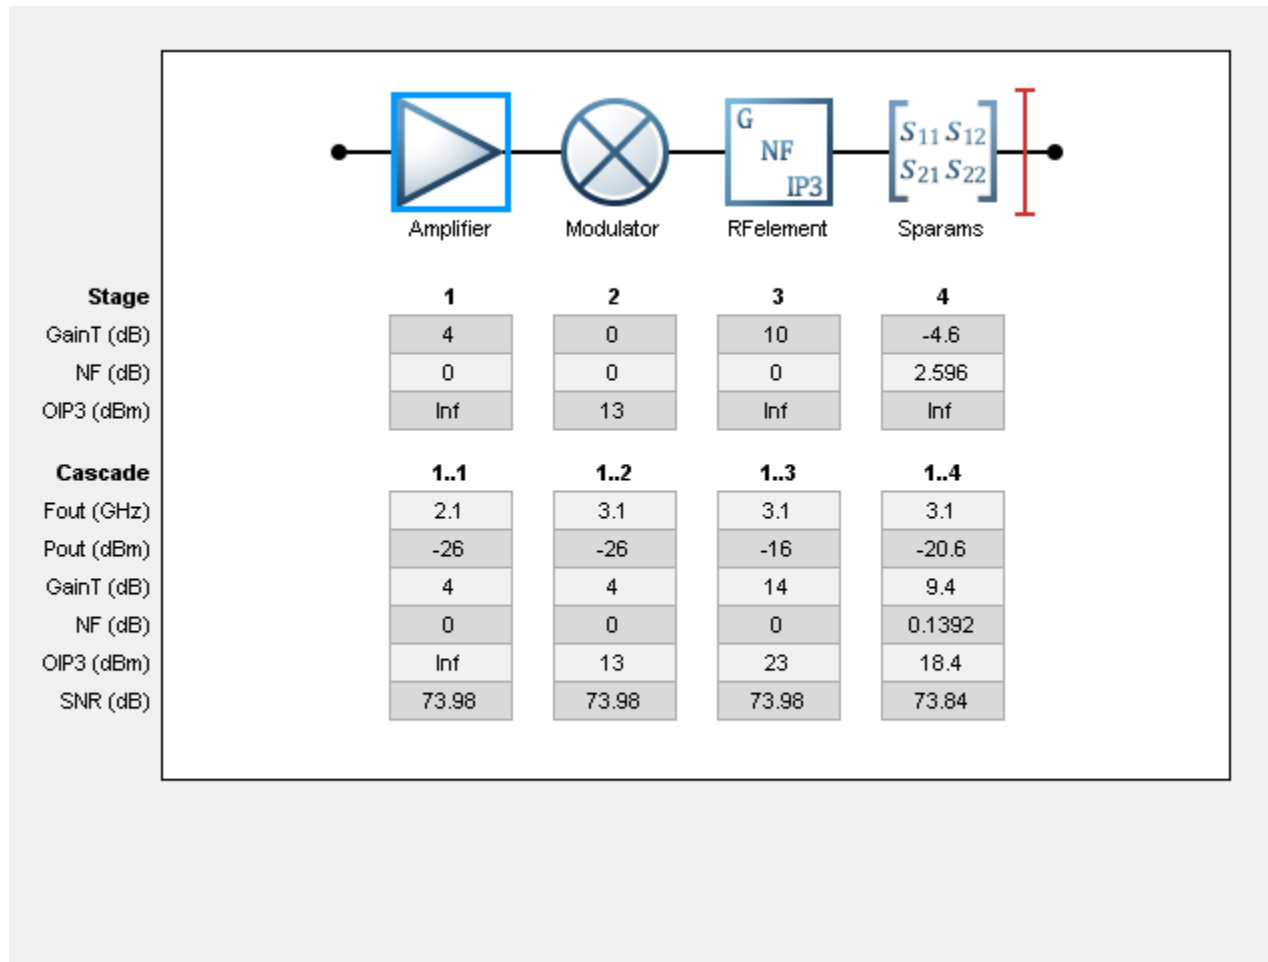 G
NF
IP3
S11 S12
S21 S22
Amplifier Modulator RFelement Sparams
Stage 1 2 3 4
GainT (dB) 4 0 10 -4.6
NF (dB) 0 0 0 2.596
OIP3 (dBm) Inf 13 Inf Inf
Cascade 1..1 1..2 1..3 1..4
Fout (GHz) 2.1 3.1 3.1 3.1
Pout (dBm) -26 -26 -16 -20.6
GainT (dB) 4 4 14 9.4
NF (dB) 0 0 0 0.1392
OIP3 (dBm) Inf 13 23 18.4
SNR (dB) 73.98 73.98 73.98 73.84